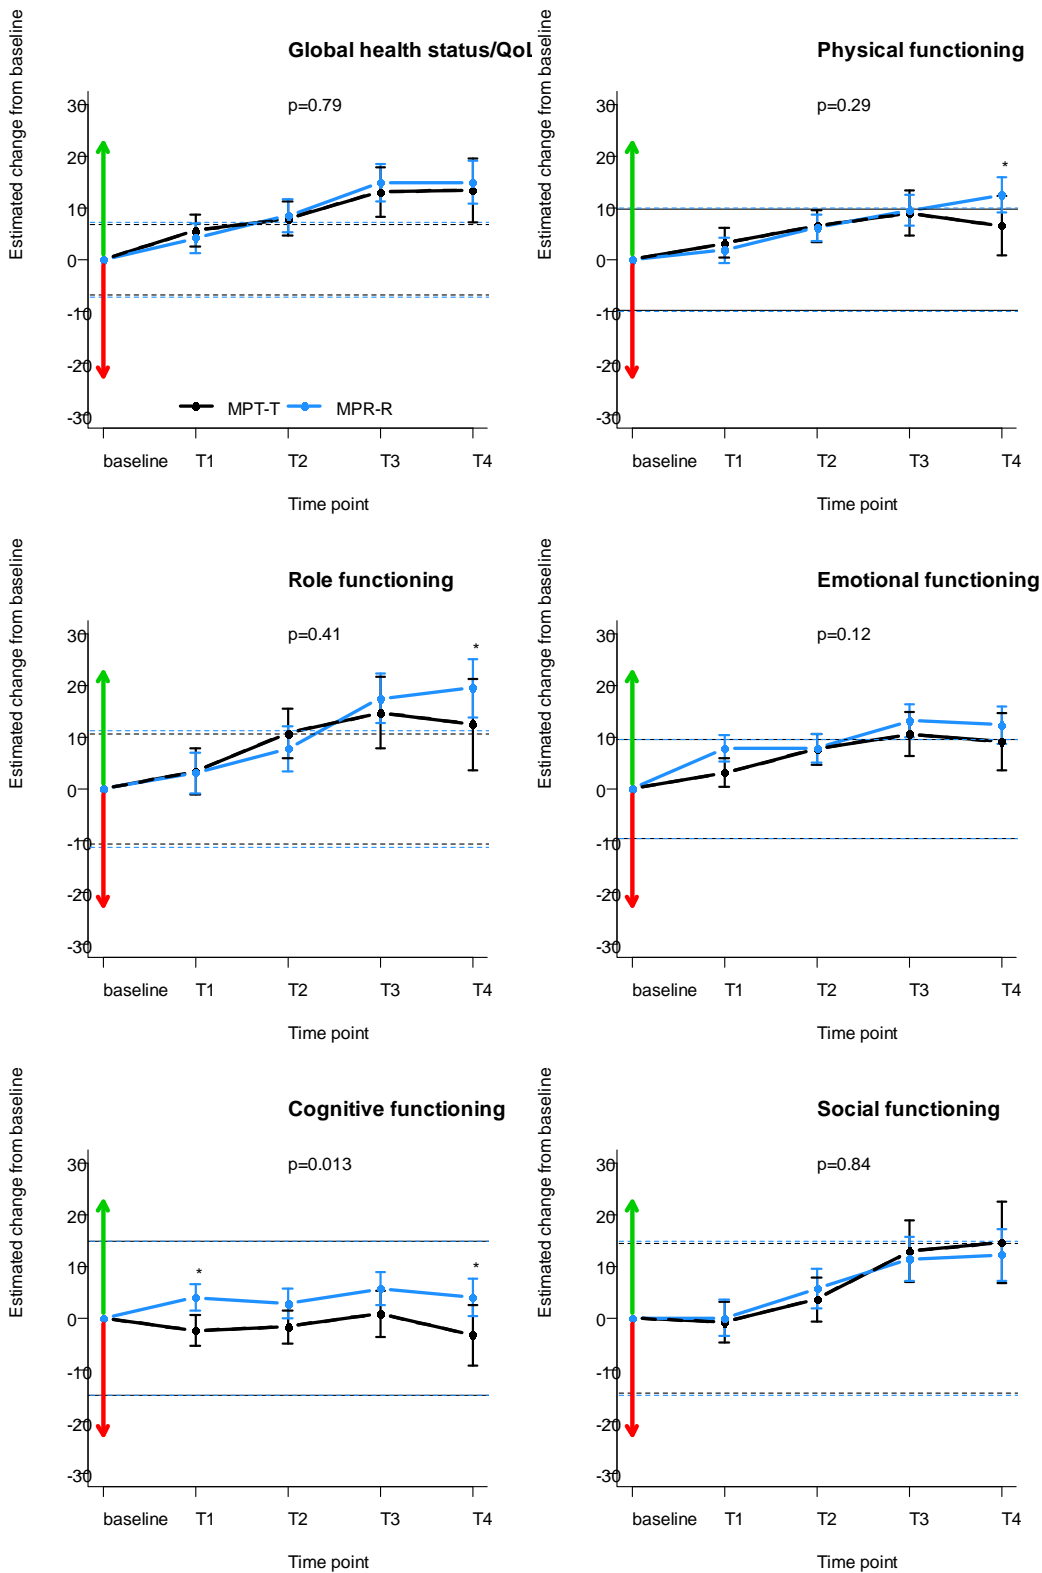 Global health status/QoL
Estimated change from baseline
p=0.79
30
20
10
0
-10
-20
-30
MPT-T MPR-R
baseline T1 T2 T3 T4
Time point
Physical functioning
Estimated change from baseline
p=0.29
*
30
20
10
0
-10
-20
-30
baseline T1 T2 T3 T4
Time point
Role functioning
Estimated change from baseline
p=0.41
*
30
20
10
0
-10
-20
-30
baseline T1 T2 T3 T4
Time point
Emotional functioning
Estimated change from baseline
p=0.12
30
20
10
0
-10
-20
-30
baseline T1 T2 T3 T4
Time point
Cognitive functioning
Estimated change from baseline
p=0.013
* *
30
20
10
0
-10
-20
-30
baseline T1 T2 T3 T4
Time point
Social functioning
Estimated change from baseline
p=0.84
30
20
10
0
-10
-20
-30
baseline T1 T2 T3 T4
Time point